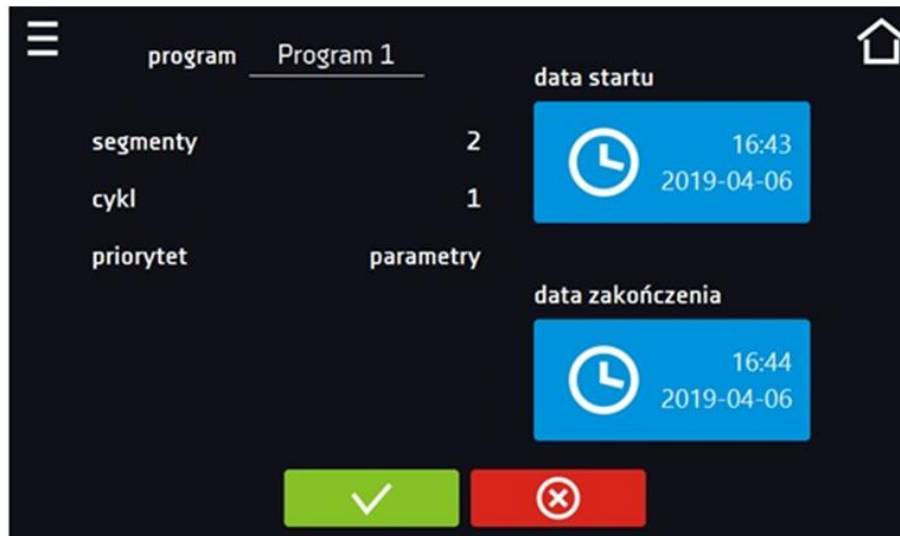 program Program 1
segmenty 2
cykl 1
priorytet parametry
data startu
16:43
2019-04-06
data zakończenia
16:44
2019-04-06